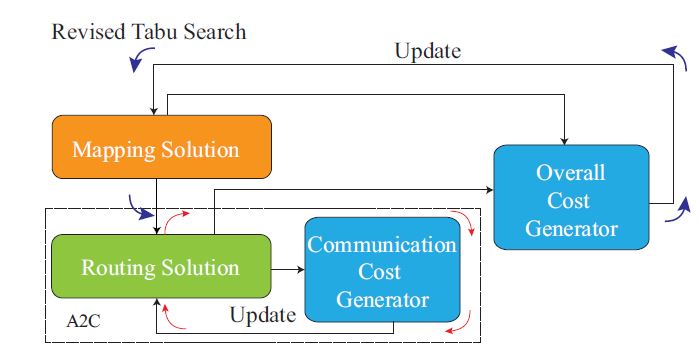 Revised Tabu Search
Update
Mapping Solution
Overall
Cost
Generator
Routing Solution
Communication
Cost
Generator
Update
A2C